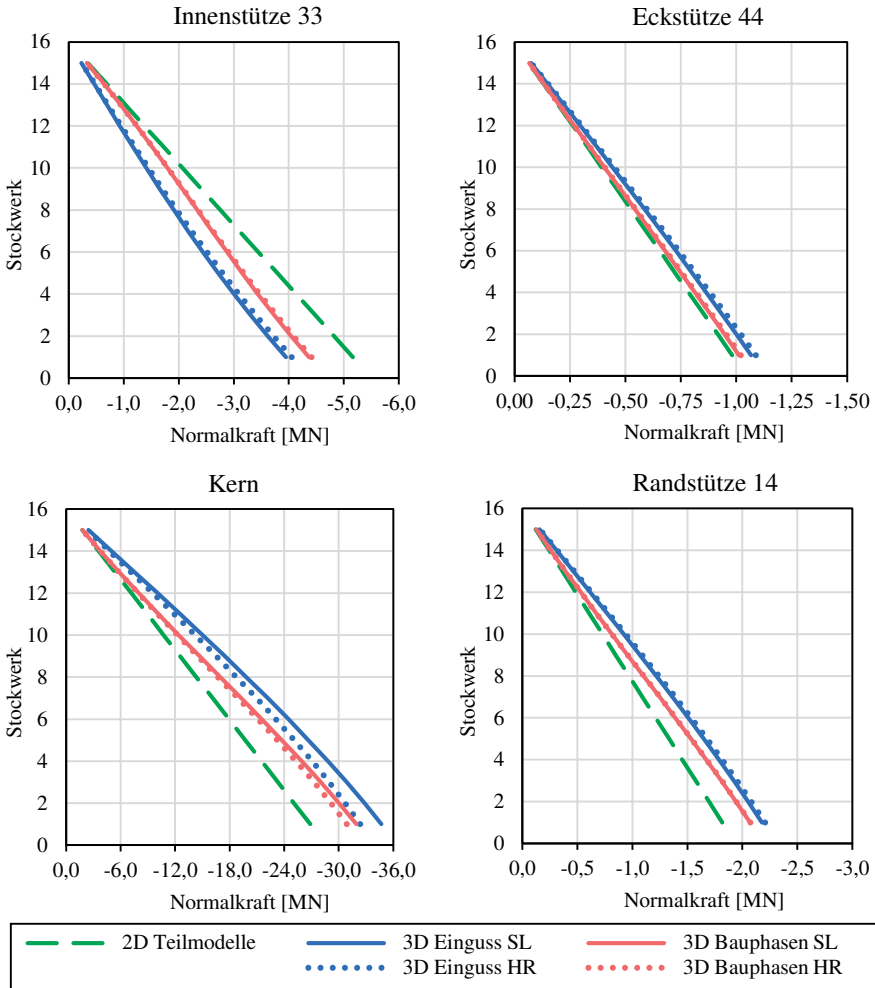 Innenstütze 33
16
14
12
10
8
6
4
2
0
Stockwerk
0,0 -1,0 -2,0 -3,0 -4,0 -5,0 -6,0
Normalkraft [MN]
Eckstütze 44
16
14
12
10
8
6
4
2
0
Stockwerk
0,00 -0,25 -0,50 -0,75 -1,00 -1,25 -1,50
Normalkraft [MN]
Kern
16
14
12
10
8
6
4
2
0
Stockwerk
0,0 -6,0 -12,0 -18,0 -24,0 -30,0 -36,0
Normalkraft [MN]
Randstütze 14
16
14
12
10
8
6
4
2
0
Stockwerk
0,0 -0,5 -1,0 -1,5 -2,0 -2,5 -3,0
Normalkraft [MN]
2D Teilmodelle 3D Einguss SL 3D Bauphasen SL
3D Einguss HR 3D Bauphasen HR